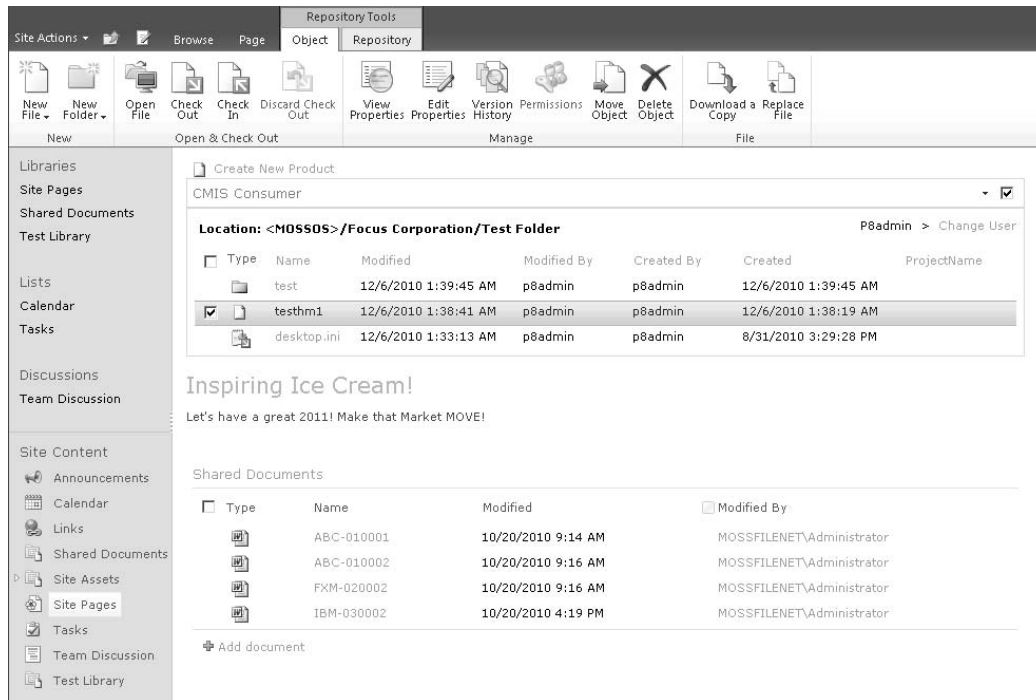 Repository Tools
Site Actions Browse Page Object Repository
New File New Folder Open File Check Out Check In Discard Check Out View Properties Edit Properties Version History Permissions Move Object Delete Object Download a Copy Replace File
New Open & Check Out Manage File
Libraries
Site Pages
Shared Documents
Test Library
Lists
Calendar
Tasks
Discussions
Team Discussion
Site Content
Announcements
Calendar
Links
Shared Documents
Site Assets
Site Pages
Tasks
Team Discussion
Test Library
Create New Product
CMIS Consumer
Location: <MOSSOS>/Focus Corporation/Test Folder P8admin > Change User
Type Name Modified Modified By Created By Created ProjectName
test 12/6/2010 1:39:45 AM p8admin p8admin 12/6/2010 1:39:45 AM
testhm1 12/6/2010 1:38:41 AM p8admin p8admin 12/6/2010 1:38:19 AM
desktop.ini 12/6/2010 1:33:13 AM p8admin p8admin 8/31/2010 3:29:28 PM
Inspiring Ice Cream!
Let's have a great 2011! Make that Market MOVE!
Shared Documents
Type Name Modified Modified By
ABC-010001 10/20/2010 9:14 AM MOSSFILENET\Administrator
ABC-010002 10/20/2010 9:16 AM MOSSFILENET\Administrator
FXM-020002 10/20/2010 9:16 AM MOSSFILENET\Administrator
IBM-030002 10/20/2010 4:19 PM MOSSFILENET\Administrator
Add document